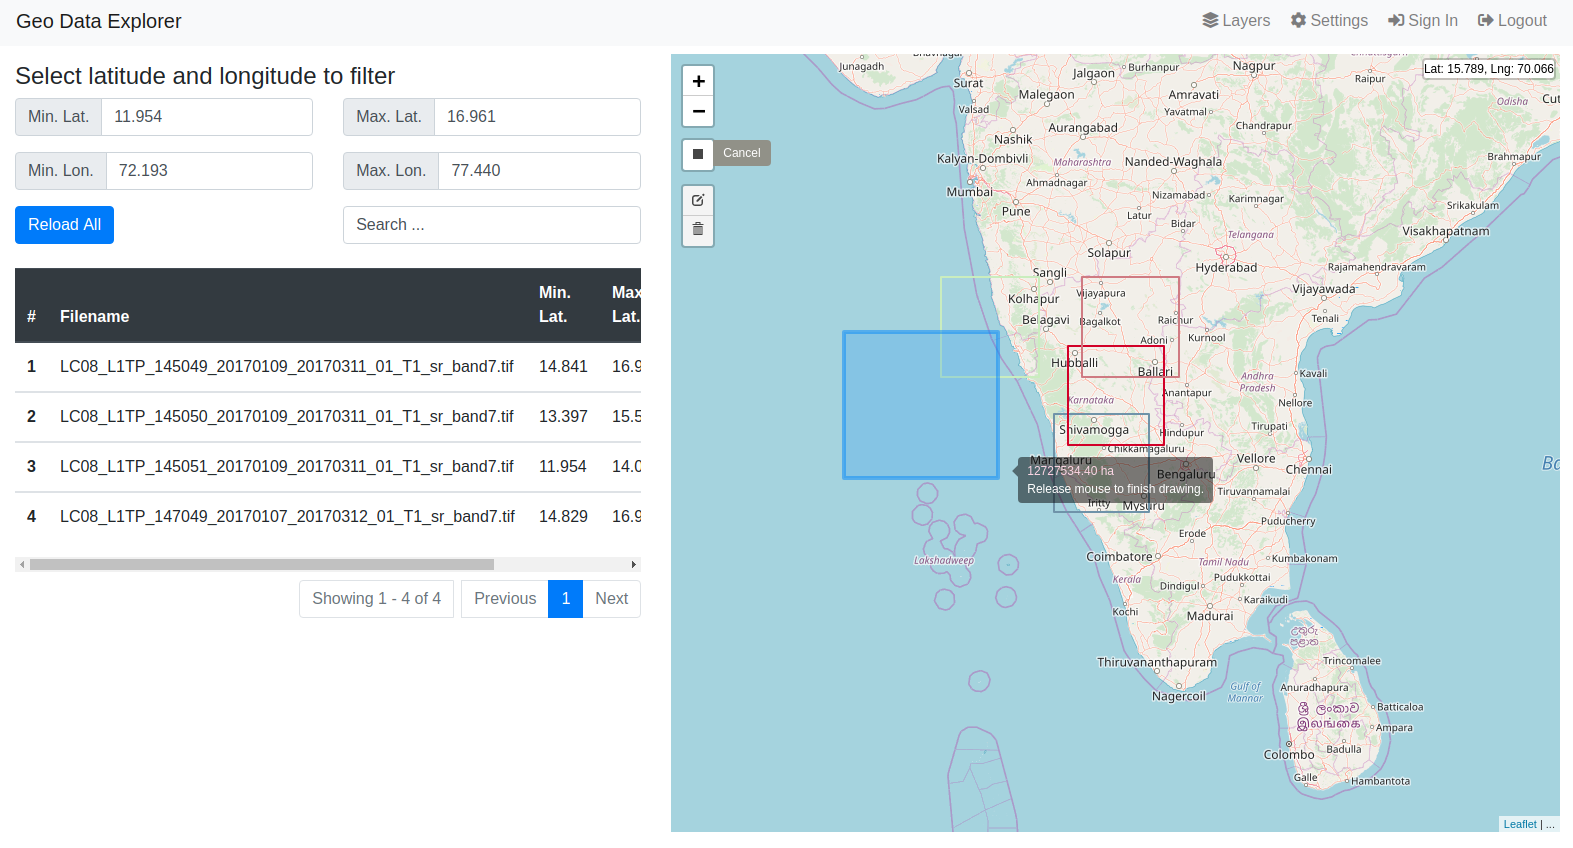 Geo Data Explorer
Layers Settings Sign In Logout
Select latitude and longitude to filter
Min. Lat. 11.954 Max. Lat. 16.961
Min. Lon. 72.193 Max. Lon. 77.440
Reload All Search ...
# Filename Min. Lat. Max Lat.
1 LC08_L1TP_145049_20170109_20170311_01_T1_sr_band7.tif 14.841 16.9
2 LC08_L1TP_145050_20170109_20170311_01_T1_sr_band7.tif 13.397 15.5
3 LC08_L1TP_145051_20170109_20170311_01_T1_sr_band7.tif 11.954 14.0
4 LC08_L1TP_147049_20170107_20170312_01_T1_sr_band7.tif 14.829 16.9
Showing 1 - 4 of 4 Previous 1 Next
+
−
Cancel
Lat: 15.789, Lng: 70.066
Junagadh
Surat
Jalgaon
Burhanpur
Nagpur
Raipur
Valsad
Malegaon
Amravati
Yavatmal
Odisha
Cut
Nashik
Aurangabad
Chandrapur
Kalyan-Dombivli
Maharashtra
Nanded-Waghala
Brahmapur
Mumbai
Ahmadnagar
Nizamabad
Karimnagar
Srikakulam
Pune
Latur
Bidar
Telangana
Visakhapatnam
Solapur
Sangli
Hyderabad
Rajamahendravaram
Kolhapur
Vijayapura
Vijayawada
Belagavi
Bagalkot
Raichur
Tenali
Adoni
Kurnool
Hubballi
Ballari
Andhra Pradesh
Kavali
Karnataka
Anantapur
Nellore
Shivamogga
Hindupur
Tirupati
Chikkamagaluru
Mangaluru
Vellore
Chennai
Bengaluru
12727534.40 ha
Release mouse to finish drawing.
Tiruvannamalai
Iritty
Mysuru
Puducherry
Erode
Coimbatore
Tamil Nadu
Kumbakonam
Lakshadweep
Kerala
Dindigul
Pudukkottai
Karaikudi
Kochi
Madurai
Thiruvananthapuram
Nagercoil
Gulf of Mannar
Trincomalee
Anuradhapura
ශ්‍රී ලංකාව
இலங்கை
Batticaloa
Ampara
Colombo
Badulla
Galle
Hambantota
Leaflet | ...